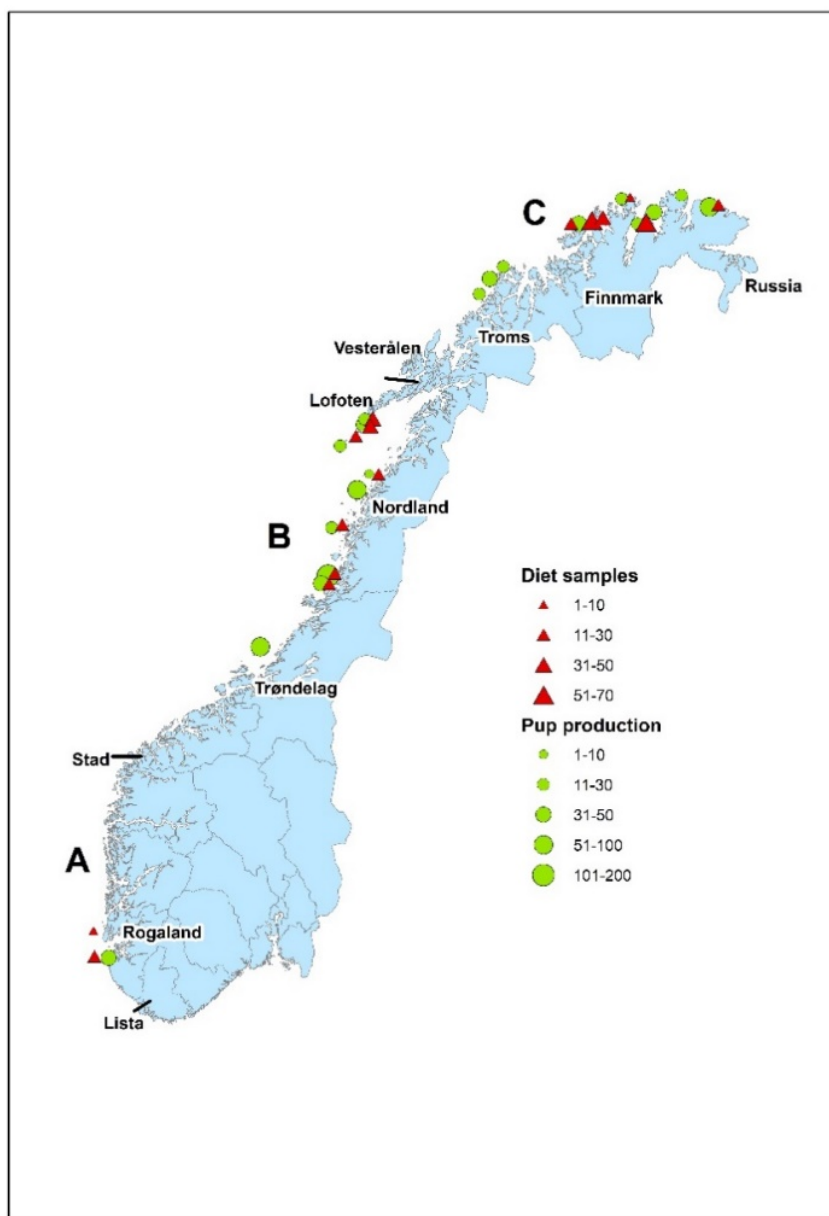 C
Russia
Finnmark
Troms
Vesterålen
Lofoten
Nordland
B
Trøndelag
Stad
A
Rogaland
Lista
Diet samples
1-10
11-30
31-50
51-70
Pup production
1-10
11-30
31-50
51-100
101-200